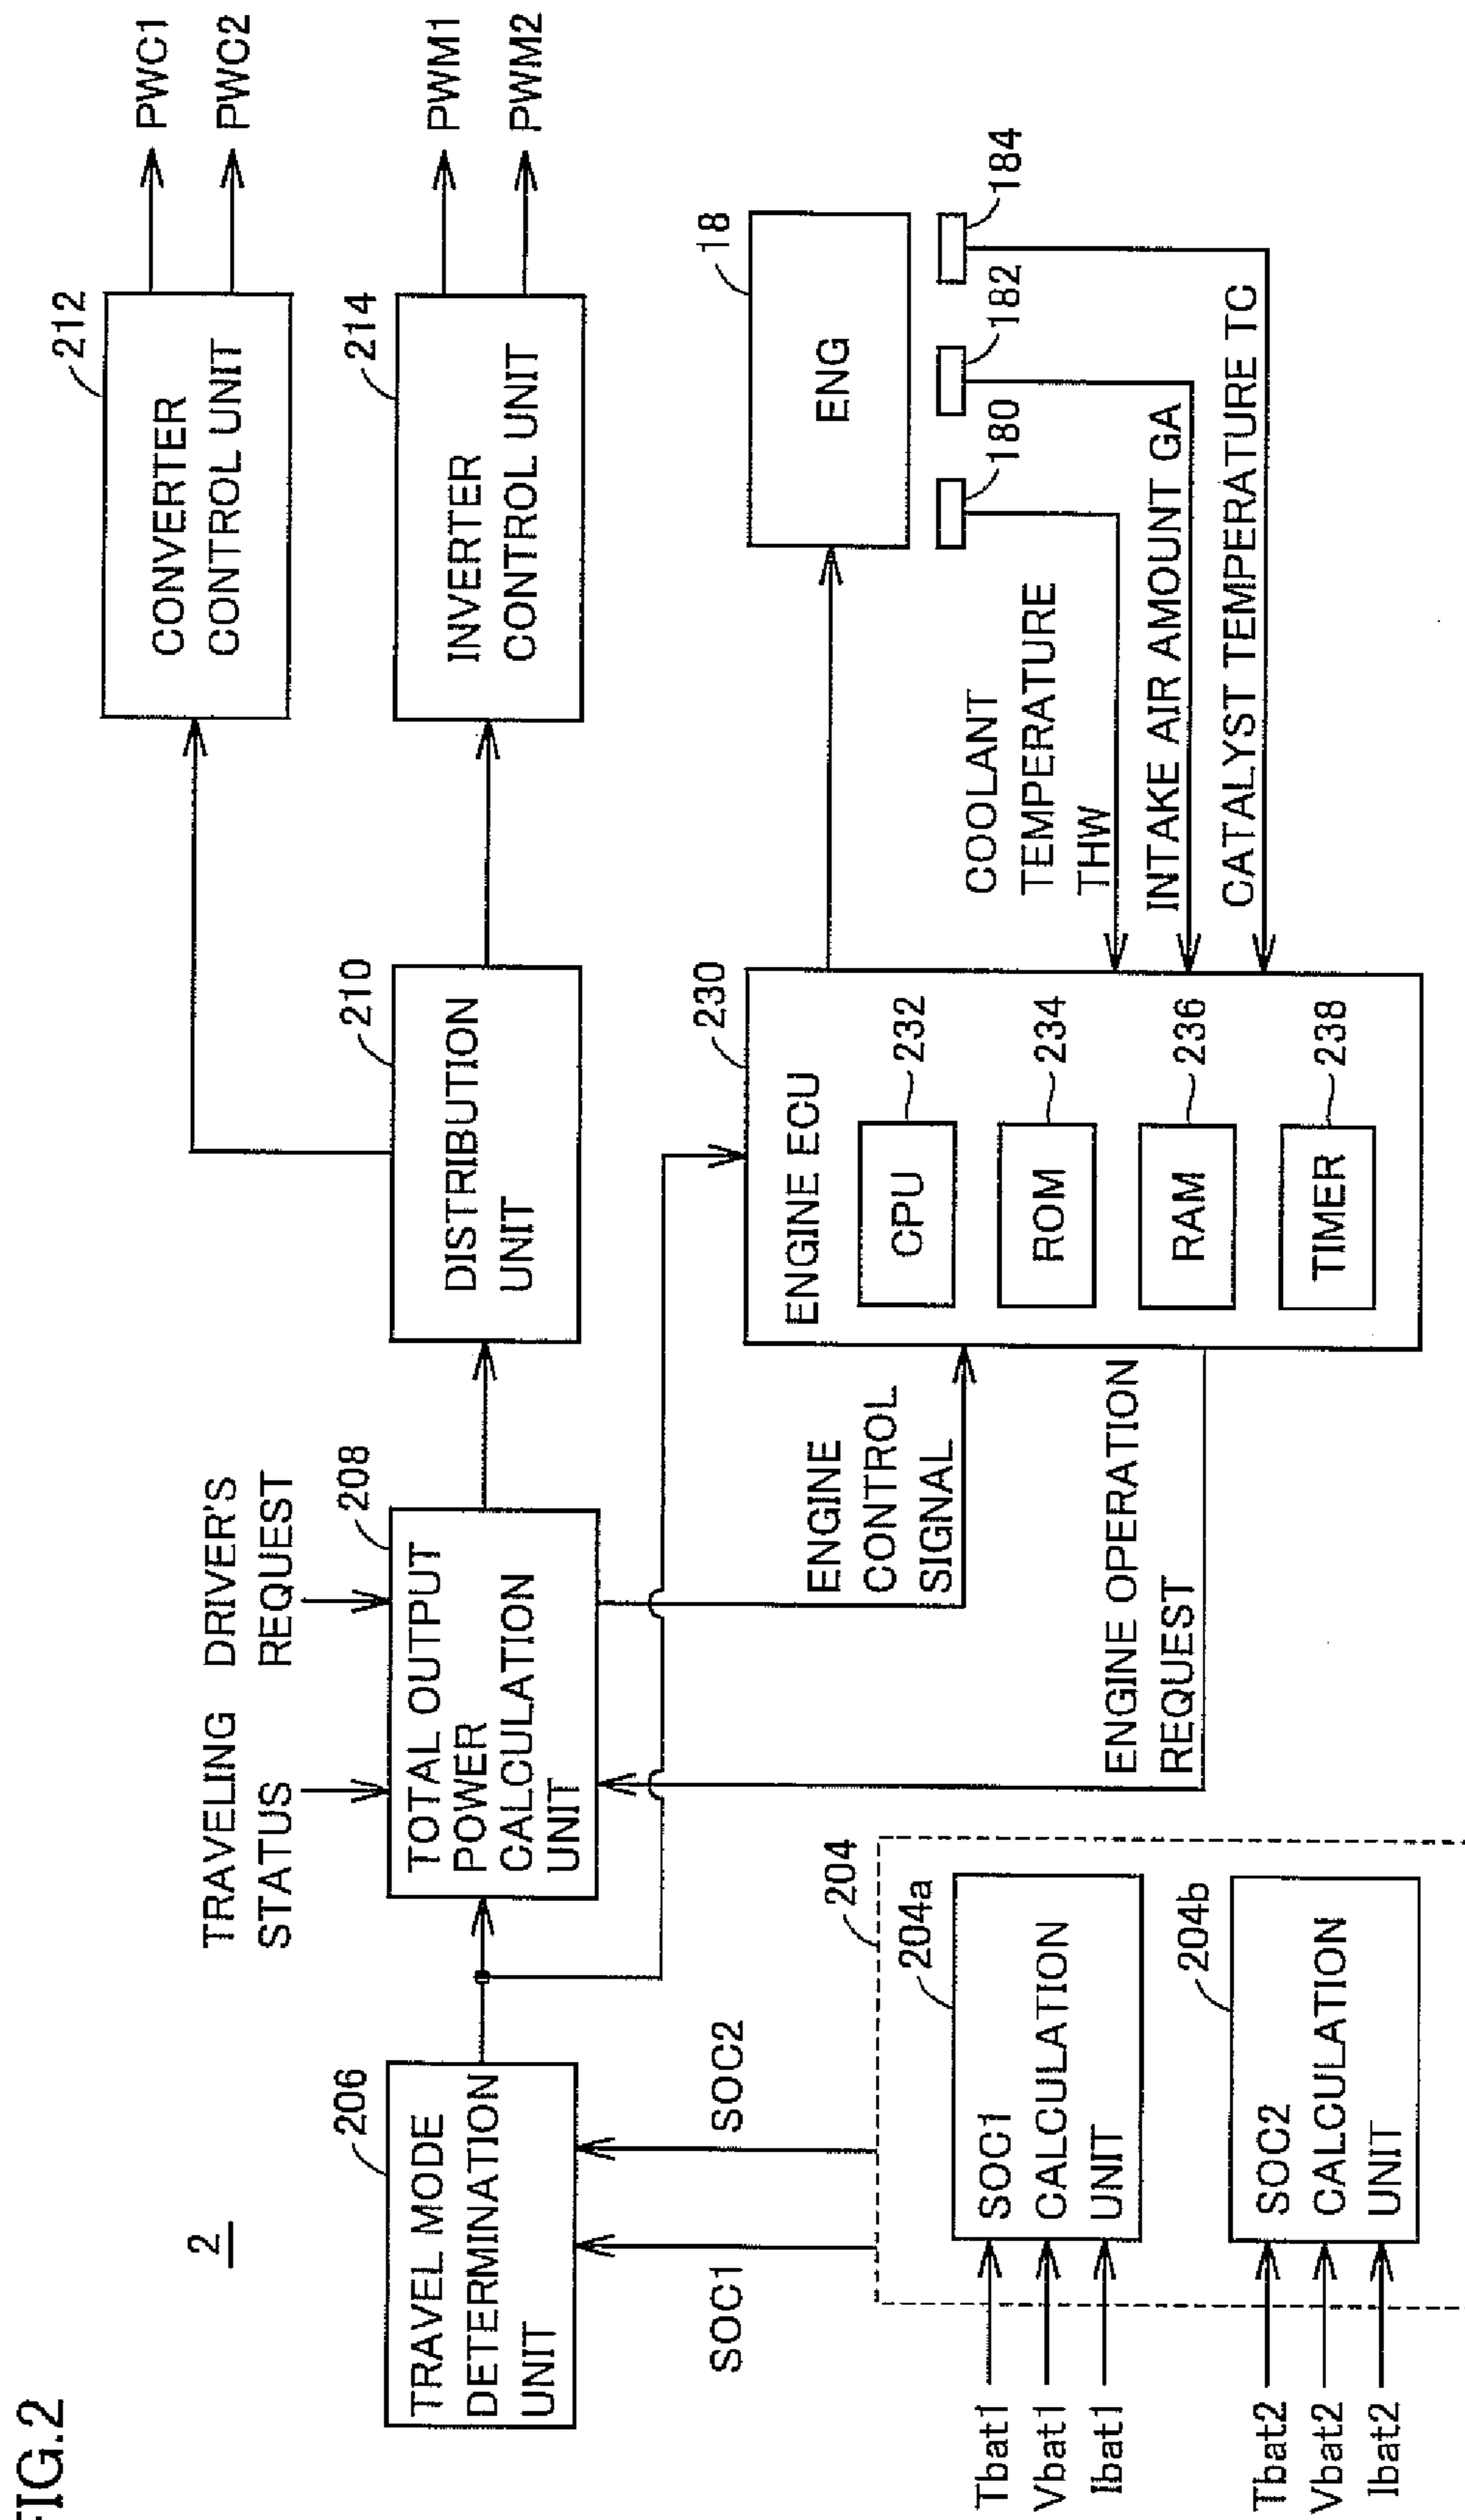 FIG.2
2
206
TRAVEL MODE
DETERMINATION
UNIT
SOC1
SOC2
TRAVELING
STATUS
DRIVER'S
REQUEST
208
TOTAL OUTPUT
POWER
CALCULATION
UNIT
210
DISTRIBUTION
UNIT
212
CONVERTER
CONTROL UNIT
PWC1
PWC2
214
INVERTER
CONTROL UNIT
PWM1
PWM2
204
204a
SOC1
CALCULATION
UNIT
Tbat1
Vbat1
Ibat1
204b
SOC2
CALCULATION
UNIT
Tbat2
Vbat2
Ibat2
ENGINE
CONTROL
SIGNAL
ENGINE OPERATION
REQUEST
230
ENGINE ECU
CPU
232
ROM
234
RAM
236
TIMER
238
18
ENG
180
182
184
COOLANT
TEMPERATURE
THW
INTAKE AIR AMOUNT GA
CATALYST TEMPERATURE TC